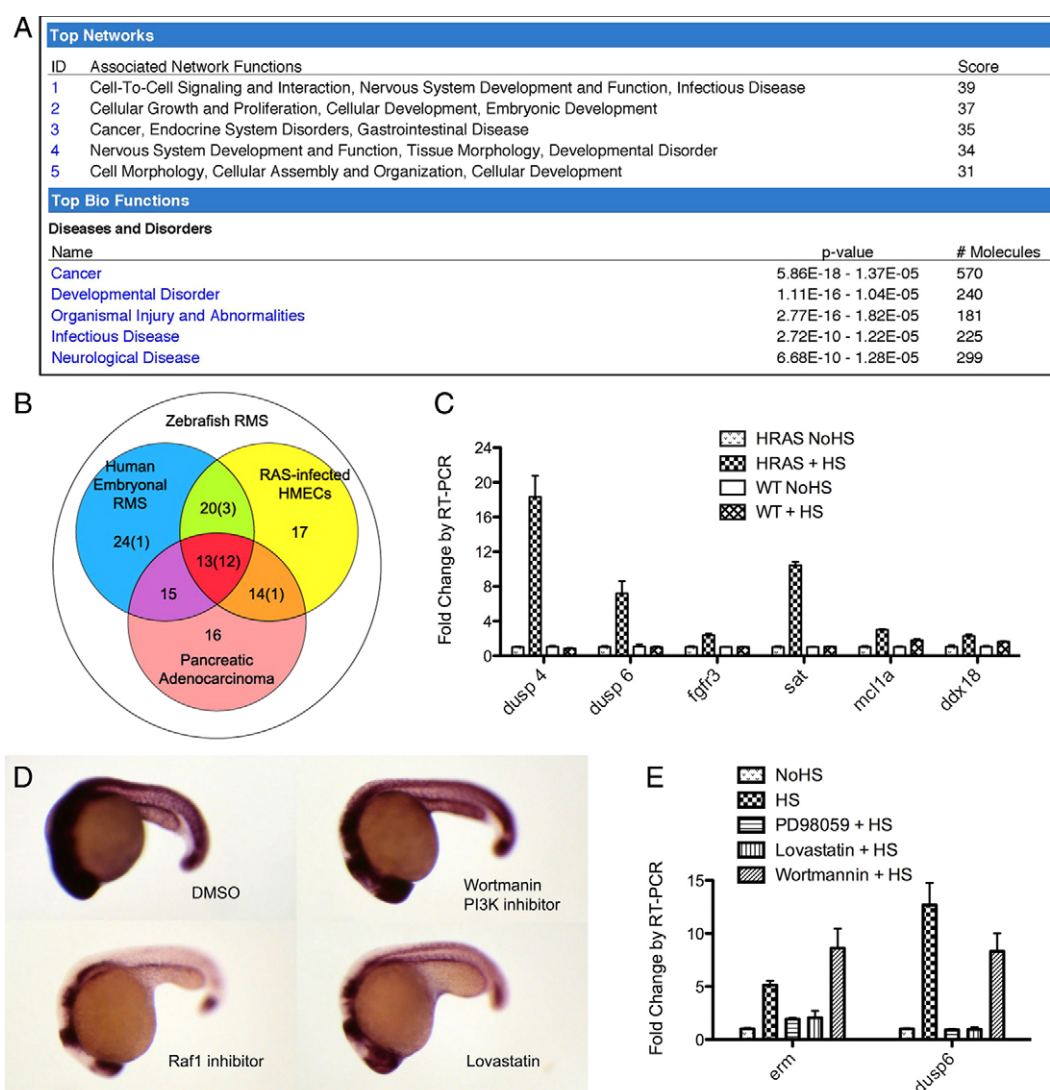 A
Top Networks
ID Associated Network Functions Score
1 Cell-To-Cell Signaling and Interaction, Nervous System Development and Function, Infectious Disease 39
2 Cellular Growth and Proliferation, Cellular Development, Embryonic Development 37
3 Cancer, Endocrine System Disorders, Gastrointestinal Disease 35
4 Nervous System Development and Function, Tissue Morphology, Developmental Disorder 34
5 Cell Morphology, Cellular Assembly and Organization, Cellular Development 31
Top Bio Functions
Diseases and Disorders
Name p-value # Molecules
Cancer 5.86E-18 - 1.37E-05 570
Developmental Disorder 1.11E-16 - 1.04E-05 240
Organismal Injury and Abnormalities 2.77E-16 - 1.82E-05 181
Infectious Disease 2.72E-10 - 1.22E-05 225
Neurological Disease 6.68E-10 - 1.28E-05 299
B
Zebrafish RMS
Human
Embryonal
RMS
RAS-infected
HMECs
20(3)
24(1)
17
13(12)
15
14(1)
16
Pancreatic
Adenocarcinoma
C
HRAS NoHS
HRAS + HS
WT NoHS
WT + HS
Fold Change by RT-PCR
24
20
16
12
8
4
0
dusp 4
dusp 6
fgfr3
sat
mcl1a
ddx18
D
DMSO
Wortmanin
PI3K inhibitor
Raf1 inhibitor
Lovastatin
E
NoHS
HS
PD98059 + HS
Lovastatin + HS
Wortmannin + HS
Fold Change by RT-PCR
15
10
5
0
erm
dusp6